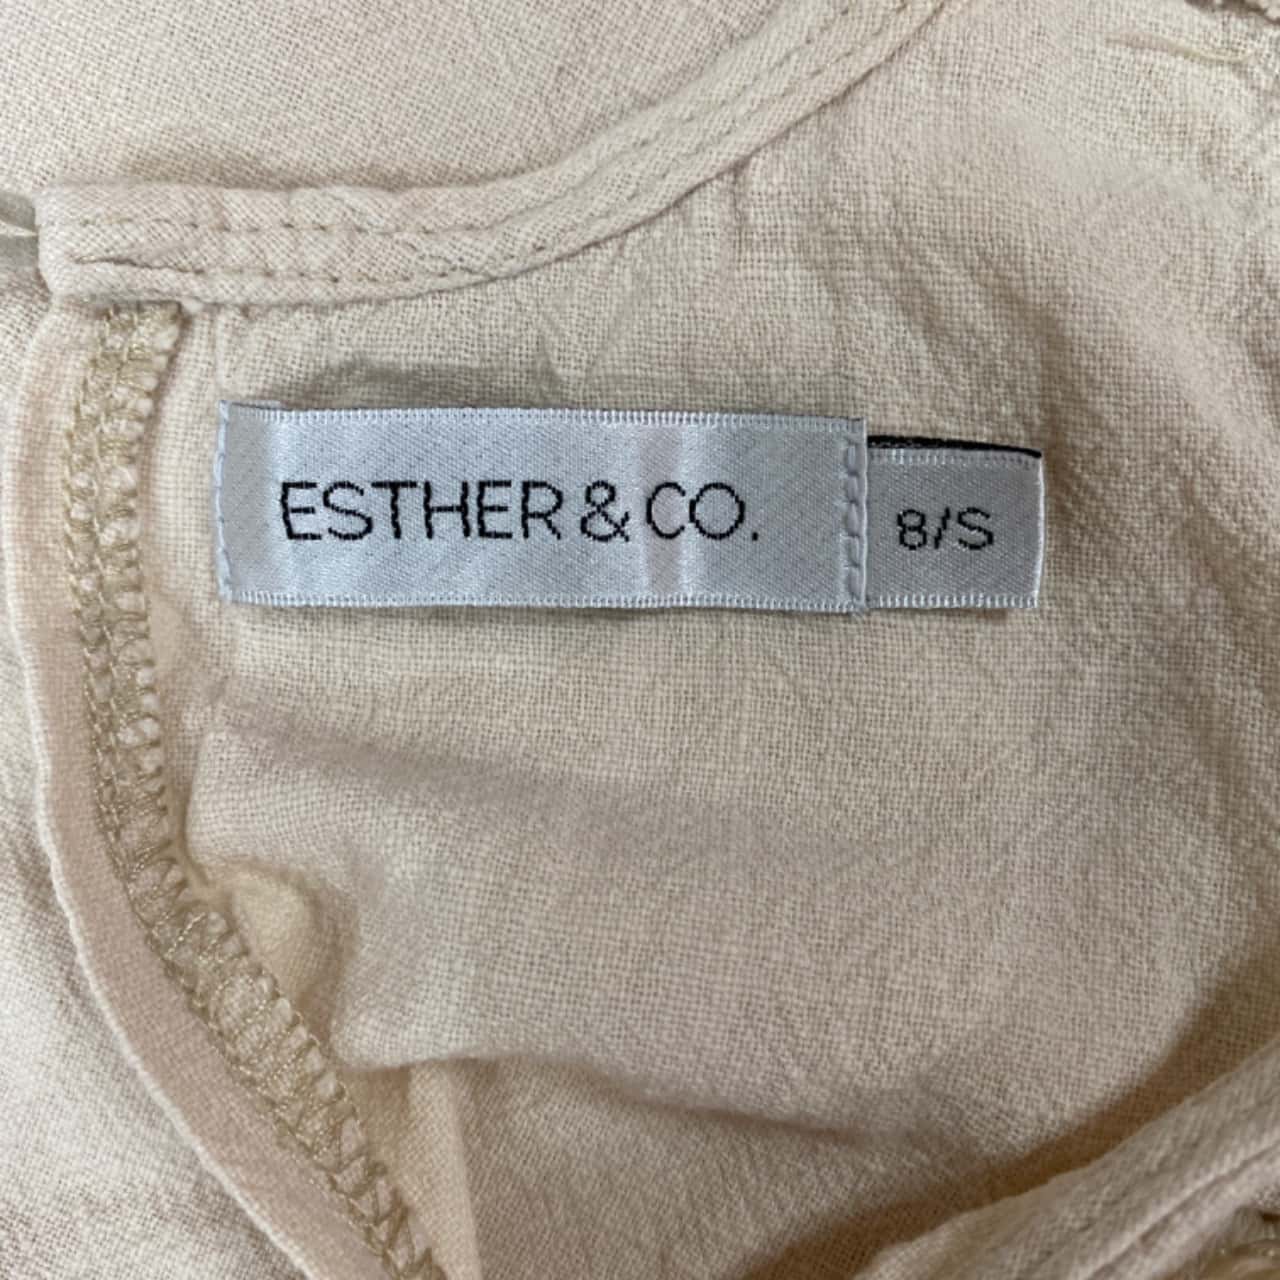 ESTHER & CO.
8/S